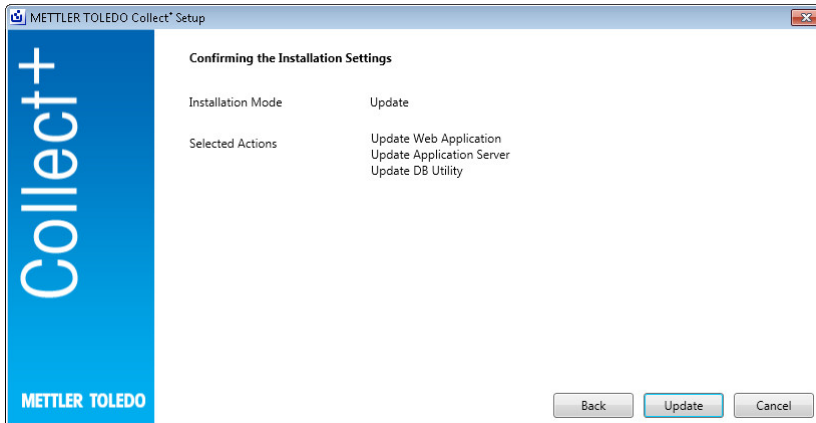 METTLER TOLEDO Collect+ Setup
Collect+
Confirming the Installation Settings
Installation Mode Update
Selected Actions Update Web Application
Update Application Server
Update DB Utility
METTLER TOLEDO
Back Update Cancel